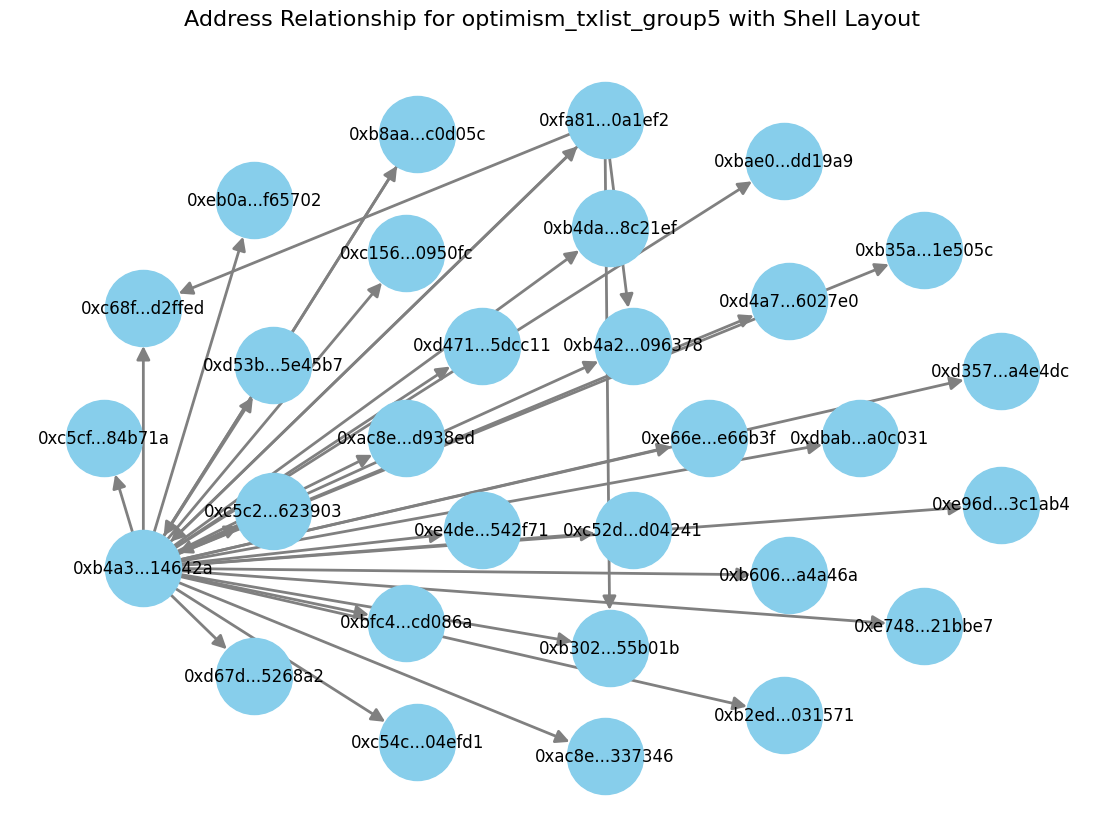 Address Relationship for optimism_txlist_group5 with Shell Layout
0xfa81...0a1ef2
0xb8aa...c0d05c
0xbae0...dd19a9
0xeb0a...f65702
0xb4da...8c21ef
0xc156...0950fc
0xb35a...1e505c
0xd4a7...6027e0
0xc68f...d2ffed
0xd471...5dcc11
0xb4a2...096378
0xd53b...5e45b7
0xd357...a4e4dc
0xc5cf...84b71a
0xac8e...d938ed
0xe66e...e66b3f
0xdbab...a0c031
0xe96d...3c1ab4
0xc5c2...623903
0xe4de...542f71
0xc52d...d04241
0xb4a3...14642a
0xb606...a4a46a
0xbfc4...cd086a
0xe748...21bbe7
0xb302...55b01b
0xd67d...5268a2
0xb2ed...031571
0xc54c...04efd1
0xac8e...337346